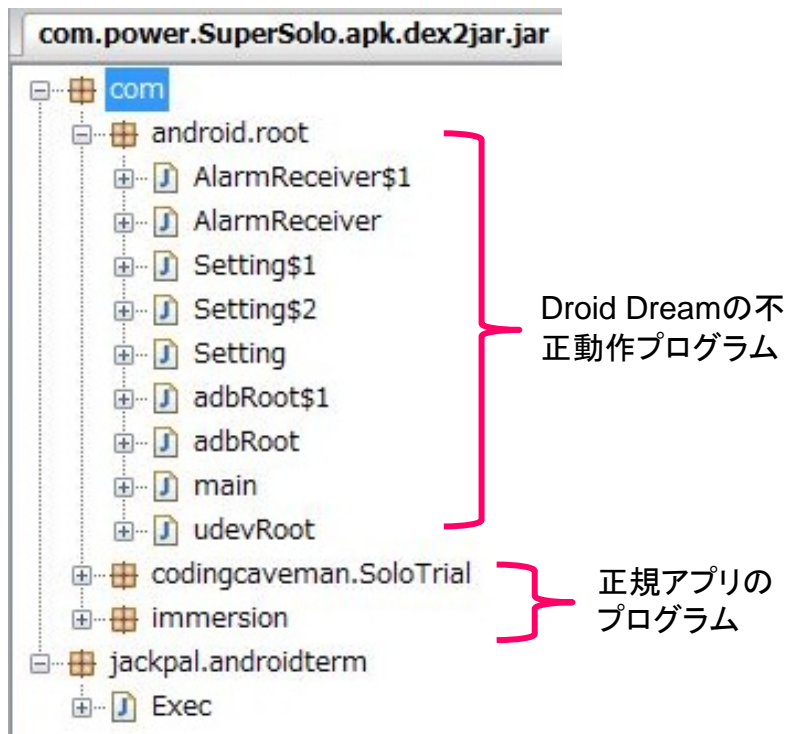 com.power.SuperSolo.apk.dex2jar.jar
com
android.root
AlarmReceiver$1
AlarmReceiver
Setting$1
Setting$2
Setting
adbRoot$1
adbRoot
main
udevRoot
Droid Dreamの不
正動作プログラム
codingcaveman.SoloTrial
immersion
正規アプリの
プログラム
jackpal.androidterm
Exec